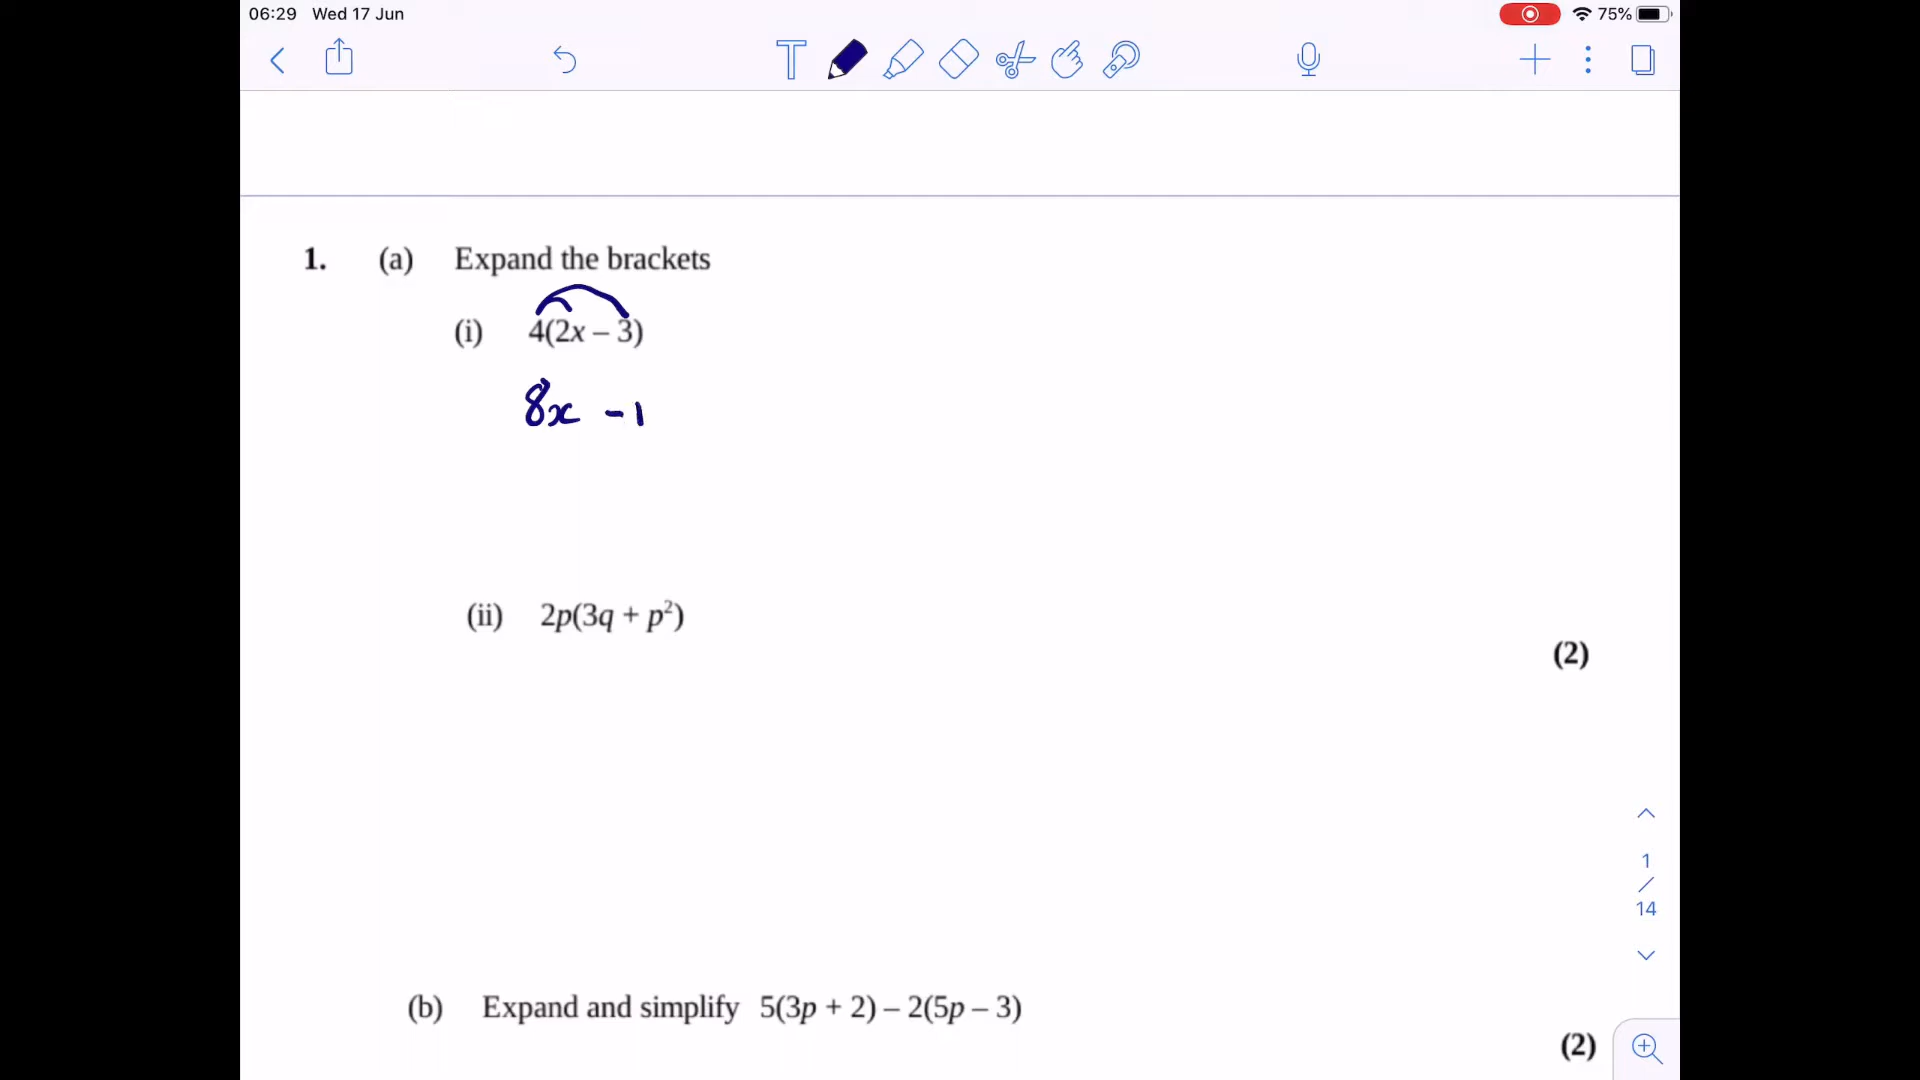 06:29 Wed 17 Jun 75%
T
1. (a) Expand the brackets
(i) 4(2x – 3)
8x -1
(ii) 2p(3q + p²)
(2)
1
/
14
(b) Expand and simplify 5(3p + 2) – 2(5p – 3)
(2)